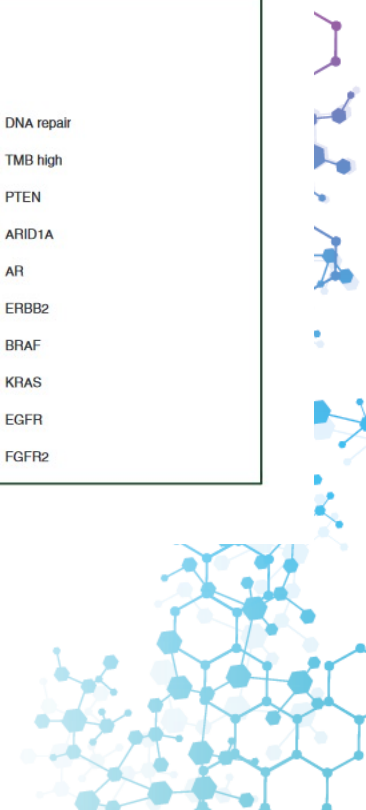 DNA repair
TMB high
PTEN
ARID1A
AR
ERBB2
BRAF
KRAS
EGFR
FGFR2